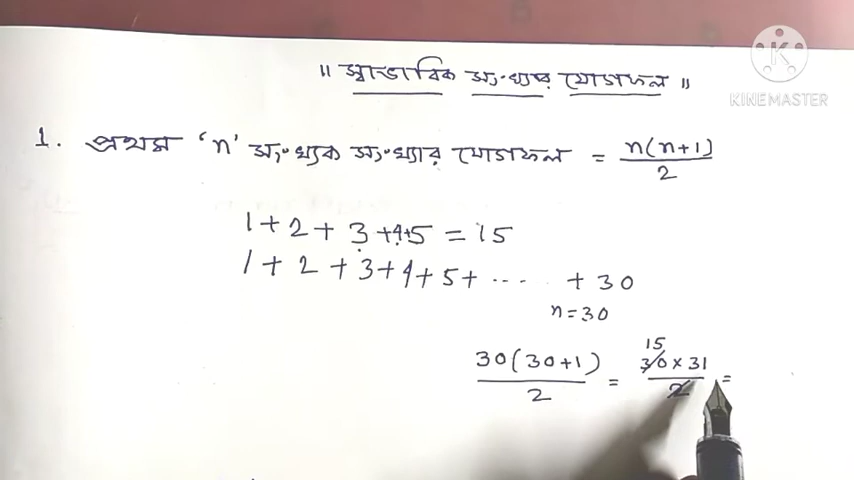 KINEMASTER
॥ স্বাভাবিক সংখ্যার যোগফল ॥
1. প্রথম 'n' সংখ্যক সংখ্যার যোগফল = n(n+1)/2
1 + 2 + 3 + 4 + 5 = 15
1 + 2 + 3 + 4 + 5 + ... + 30
n = 30
15
30(30+1)/2 = 30 × 31/2 =